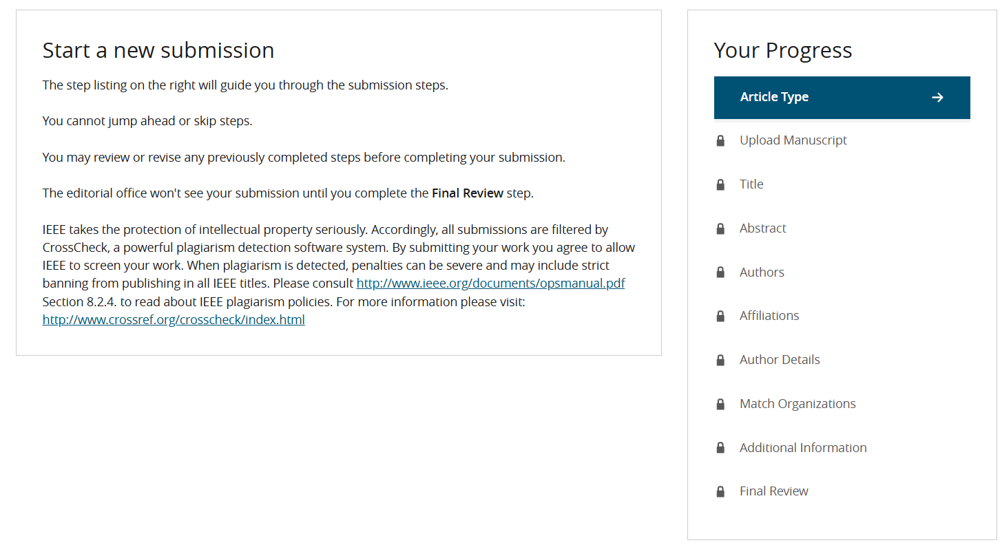 Start a new submission
The step listing on the right will guide you through the submission steps.
You cannot jump ahead or skip steps.
You may review or revise any previously completed steps before completing your submission.
The editorial office won't see your submission until you complete the Final Review step.
IEEE takes the protection of intellectual property seriously. Accordingly, all submissions are filtered by
CrossCheck, a powerful plagiarism detection software system. By submitting your work you agree to allow
IEEE to screen your work. When plagiarism is detected, penalties can be severe and may include strict
banning from publishing in all IEEE titles. Please consult http://www.ieee.org/documents/opsmanual.pdf
Section 8.2.4. to read about IEEE plagiarism policies. For more information please visit:
http://www.crossref.org/crosscheck/index.html
Your Progress
Article Type
Upload Manuscript
Title
Abstract
Authors
Affiliations
Author Details
Match Organizations
Additional Information
Final Review